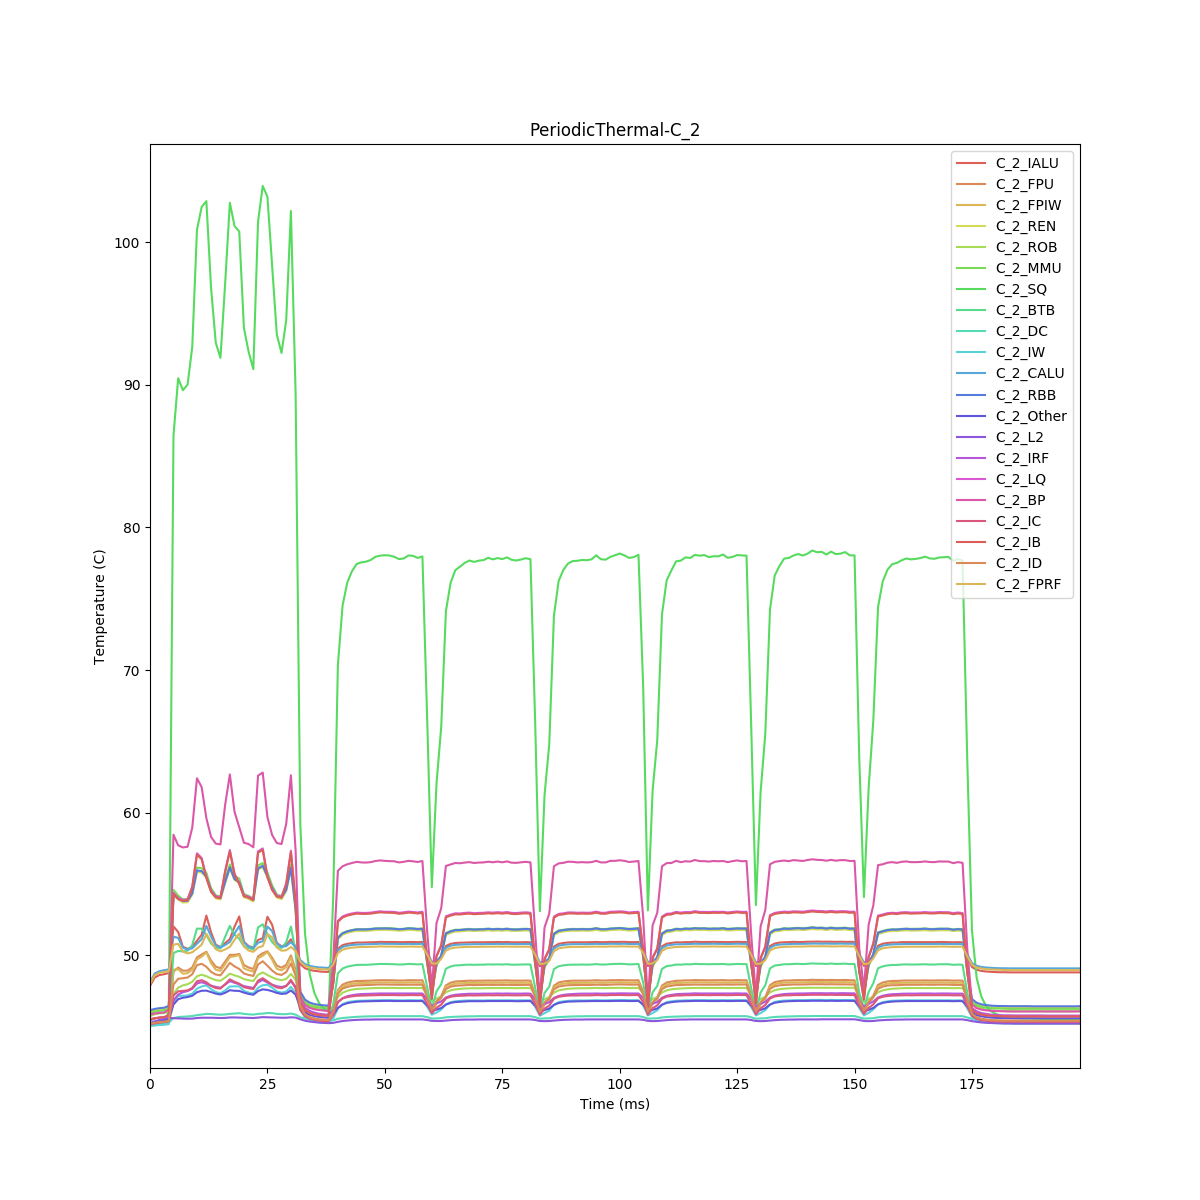 PeriodicThermal-C_2
Temperature (C)
100
90
80
70
60
50
0
25
50
75
100
125
150
175
Time (ms)
C_2_IALU
C_2_FPU
C_2_FPIW
C_2_REN
C_2_ROB
C_2_MMU
C_2_SQ
C_2_BTB
C_2_DC
C_2_IW
C_2_CALU
C_2_RBB
C_2_Other
C_2_L2
C_2_IRF
C_2_LQ
C_2_BP
C_2_IC
C_2_IB
C_2_ID
C_2_FPRF